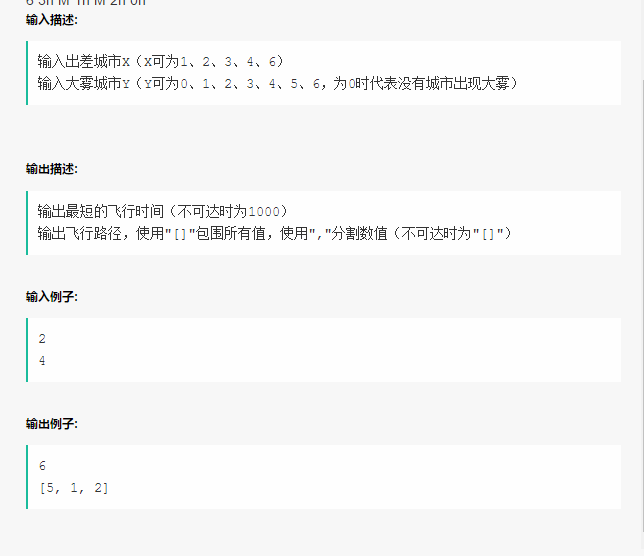 输入描述:
输入出差城市X（X可为1、2、3、4、6）
输入大雾城市Y（Y可为0、1、2、3、4、5、6，为0时代表没有城市出现大雾）
输出描述:
输出最短的飞行时间（不可达时为1000）
输出飞行路径，使用"[]"包围所有值，使用","分割数值（不可达时为"[]"）
输入例子:
2
4
输出例子:
6
[5, 1, 2]